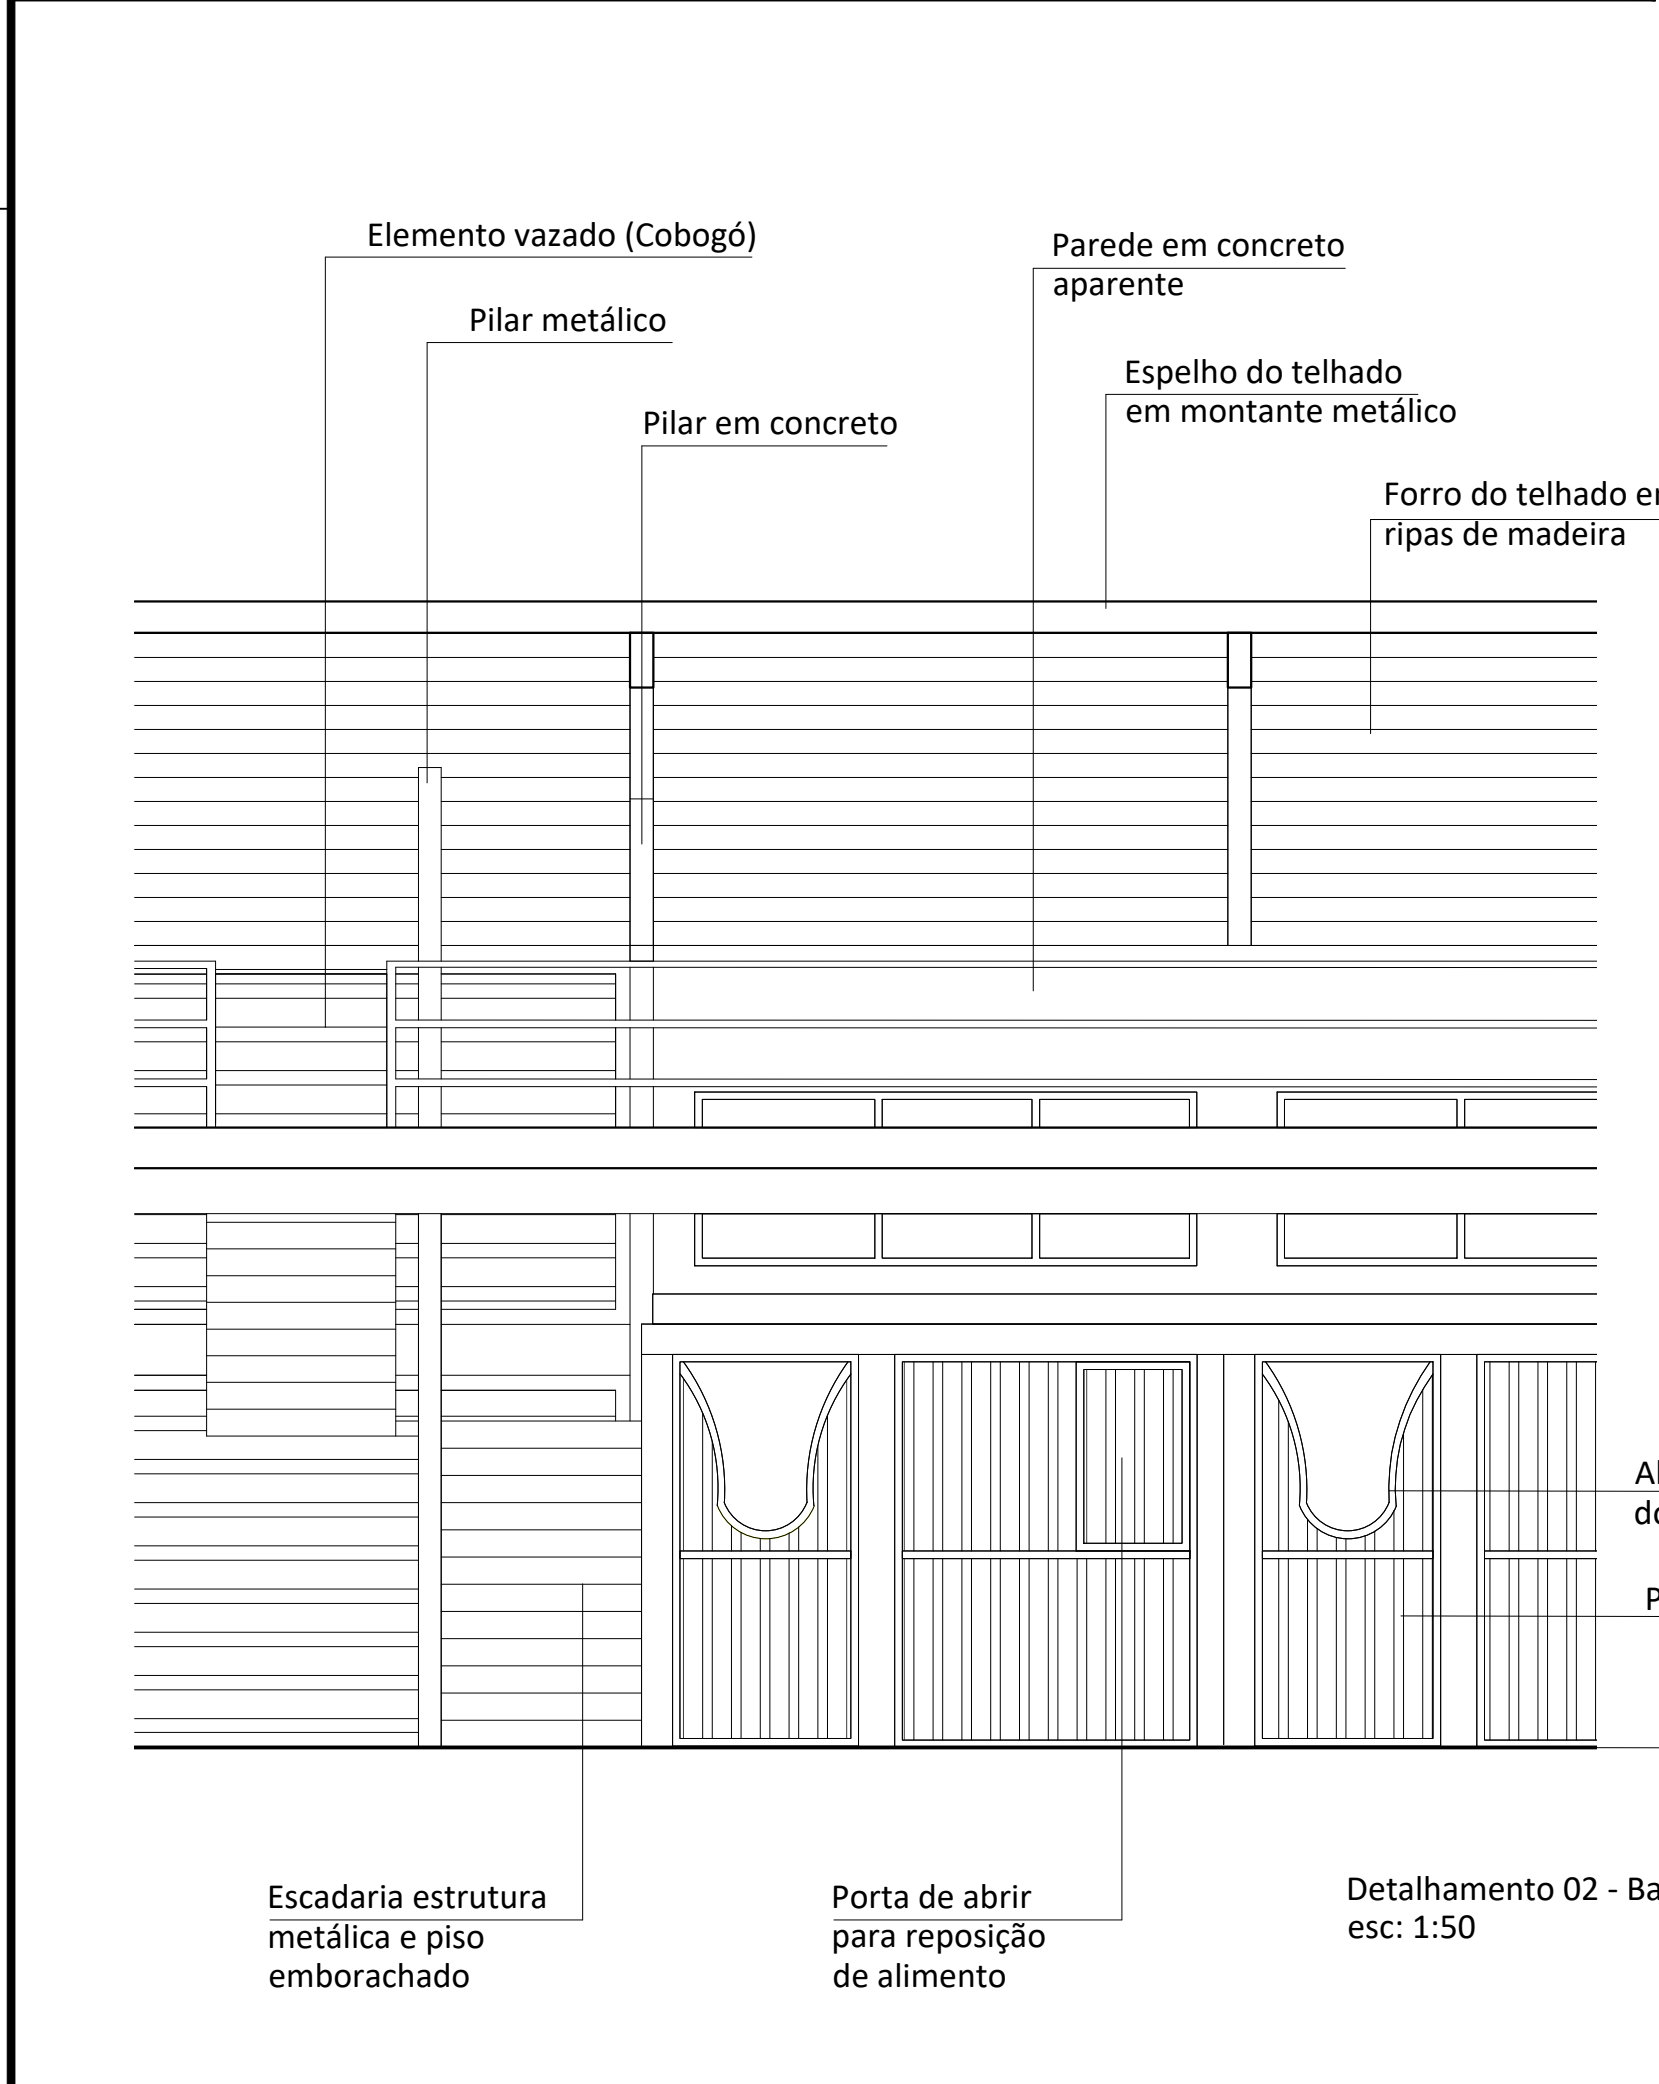 Elemento vazado (Cobogó)
Parede em concreto
aparente
Pilar metálico
Espelho do telhado
em montante metálico
Pilar em concreto
Forro do telhado
ripas de madeira
Escadaria estrutura
metálica e piso
emborachado
Porta de abrir
para reposição
de alimento
Detalhamento 02 -
esc: 1:50